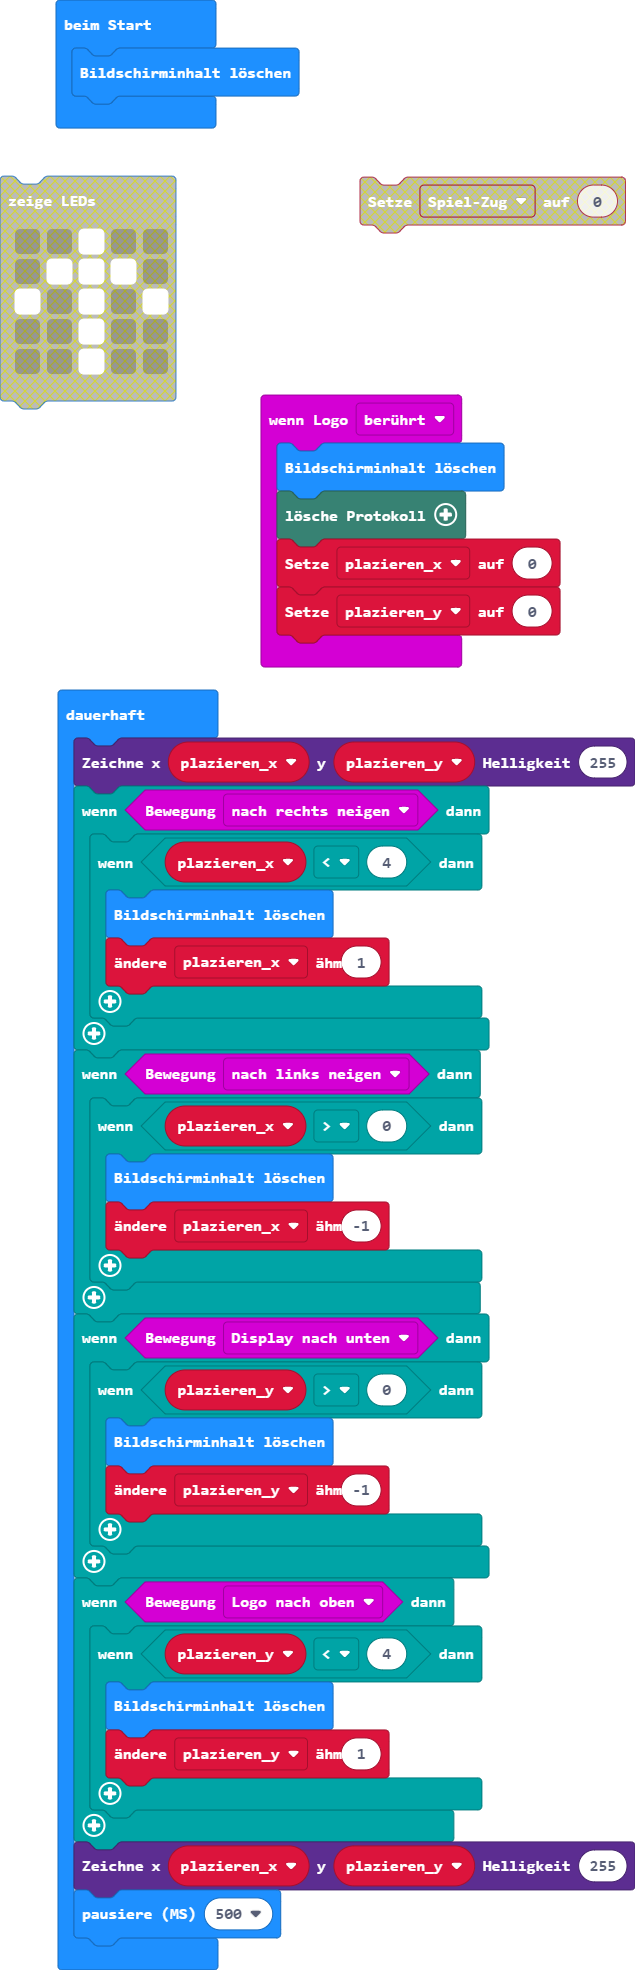 beim Start
Bildschirminhalt löschen
zeige LEDs
Setze Spiel-Zug auf 0
wenn Logo berührt
Bildschirminhalt löschen
lösche Protokoll
Setze plazieren_x auf 0
Setze plazieren_y auf 0
dauerhaft
Zeichne x plazieren_x y plazieren_y Helligkeit 255
wenn Bewegung nach rechts neigen dann
wenn plazieren_x < 4 dann
Bildschirminhalt löschen
ändere plazieren_x ähm 1
wenn Bewegung nach links neigen dann
wenn plazieren_x > 0 dann
Bildschirminhalt löschen
ändere plazieren_x ähm -1
wenn Bewegung Display nach unten dann
wenn plazieren_y > 0 dann
Bildschirminhalt löschen
ändere plazieren_y ähm -1
wenn Bewegung Logo nach oben dann
wenn plazieren_y < 4 dann
Bildschirminhalt löschen
ändere plazieren_y ähm 1
Zeichne x plazieren_x y plazieren_y Helligkeit 255
pausiere (MS) 500